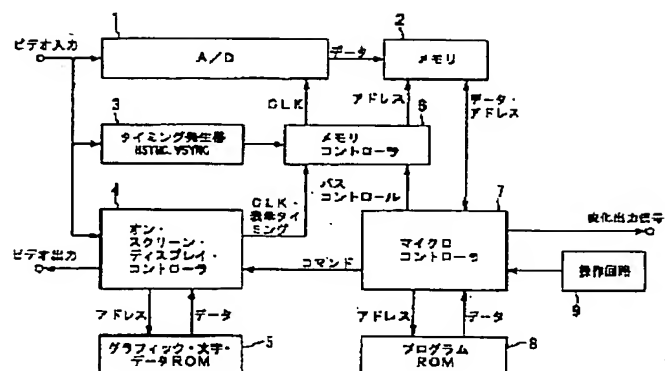 ビデオ入力
1
A/D
データ
2
メモリ
CLK
アドレス
6
データ・
アドレス
3
タイミング発生器
HSYNC.VSYNC
メモリ
コントローラ
4
CLK・
表示タイ
ミング
バス
コントロール
7
オン・
スクリーン・
ディスプレイ・
コントローラ
ビデオ出力
コマンド
マイクロ
コントローラ
変化出力信号
操作回路
9
アドレス
データ
アドレス
データ
グラフィック・文字・
データROM
5
プログラム
ROM
8